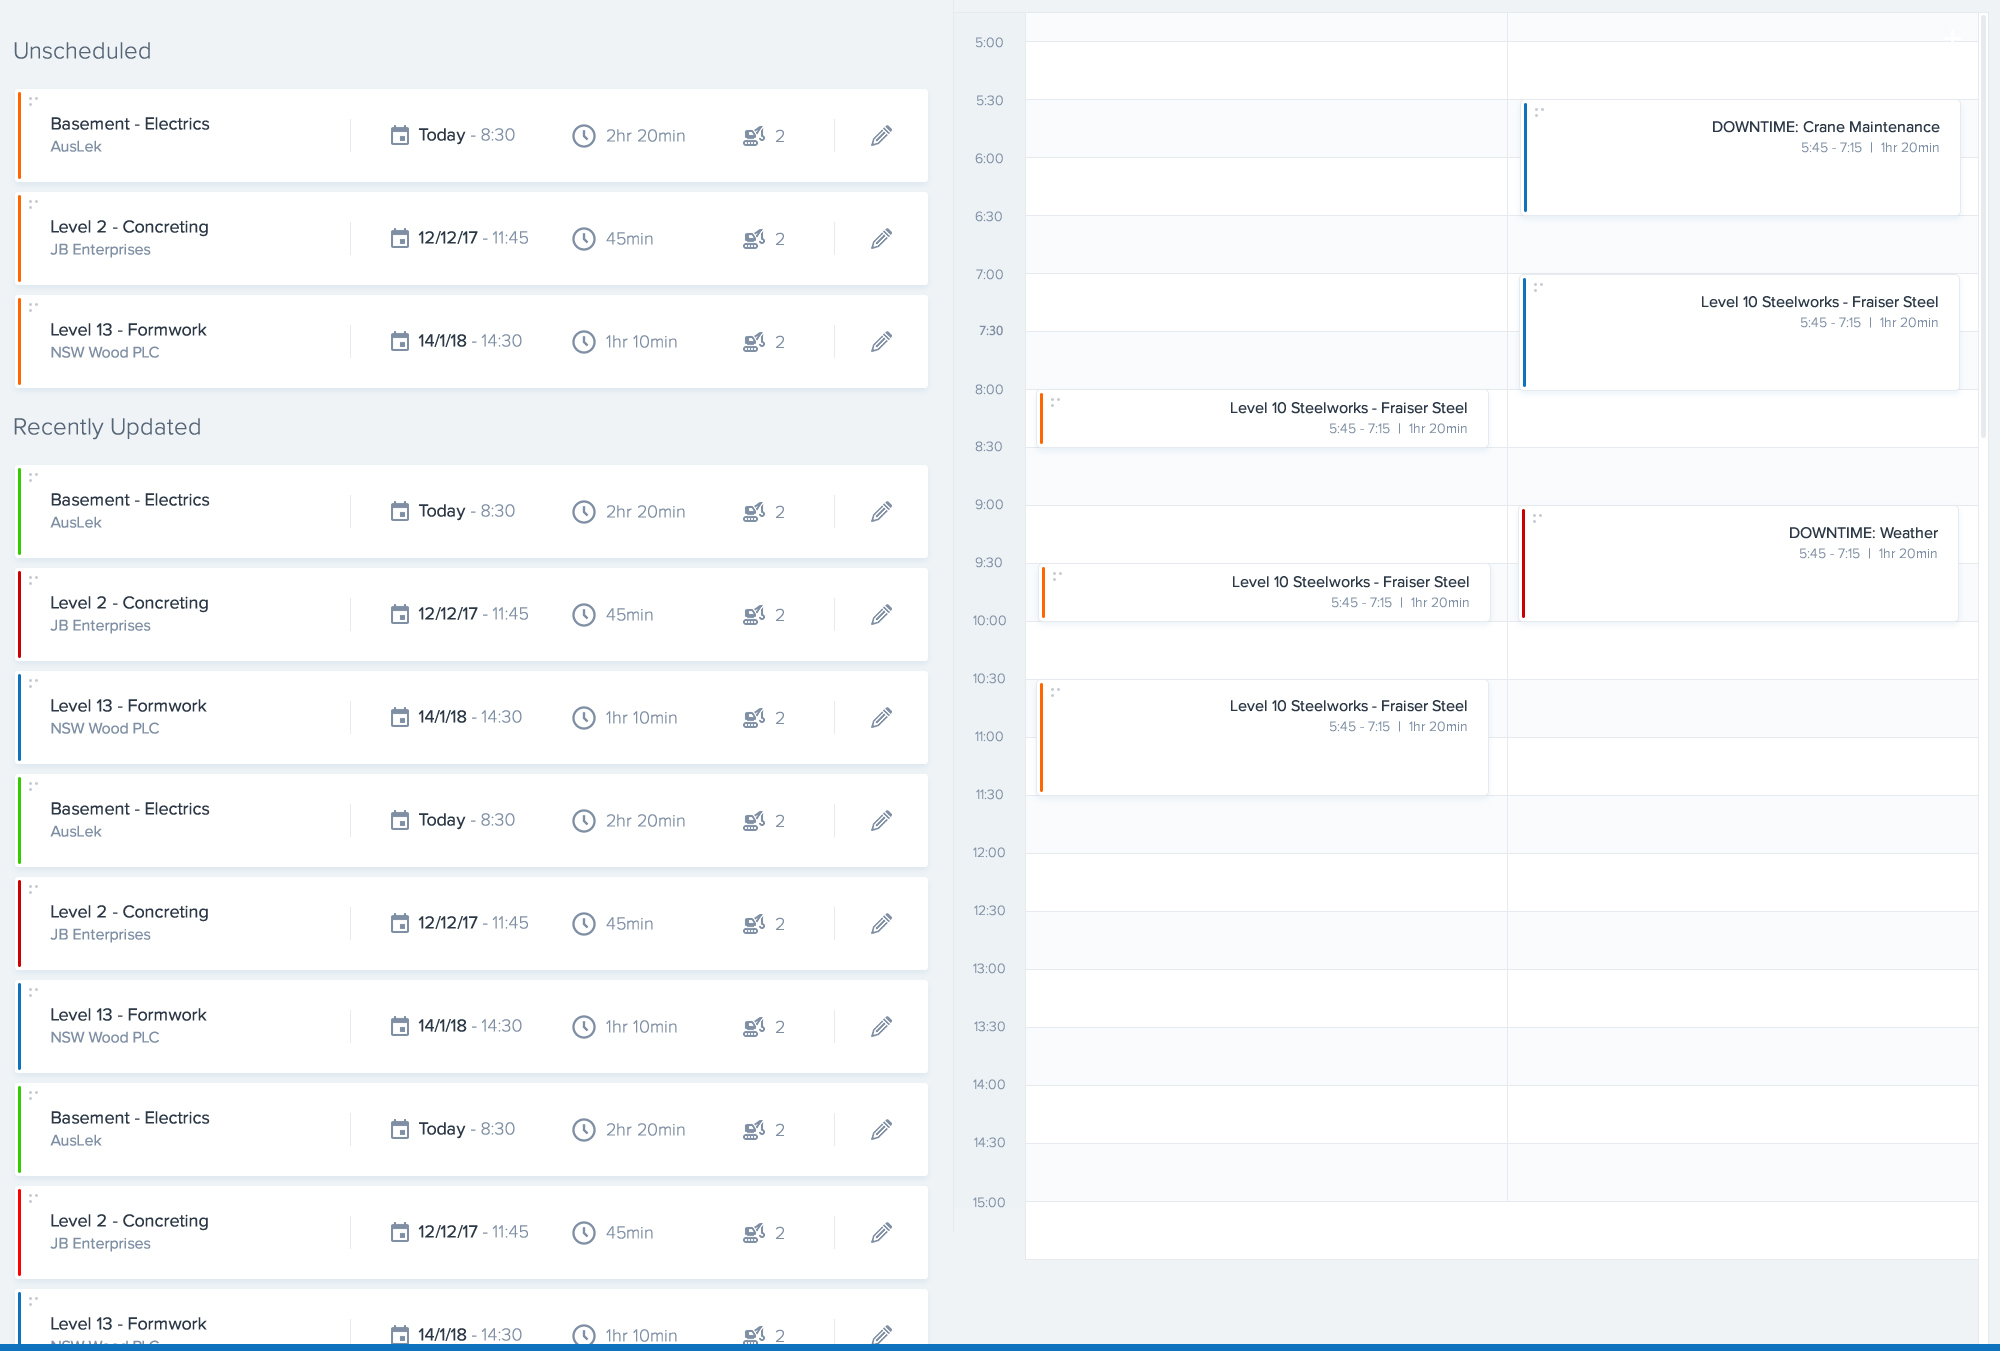 Unscheduled
Basement - Electrics
AusLek
Today - 8:30
2hr 20min
2
Level 2 - Concreting
JB Enterprises
12/12/17 - 11:45
45min
2
Level 13 - Formwork
NSW Wood PLC
14/1/18 - 14:30
1hr 10min
2
Recently Updated
Basement - Electrics
AusLek
Today - 8:30
2hr 20min
2
Level 2 - Concreting
JB Enterprises
12/12/17 - 11:45
45min
2
Level 13 - Formwork
NSW Wood PLC
14/1/18 - 14:30
1hr 10min
2
Basement - Electrics
AusLek
Today - 8:30
2hr 20min
2
Level 2 - Concreting
JB Enterprises
12/12/17 - 11:45
45min
2
Level 13 - Formwork
NSW Wood PLC
14/1/18 - 14:30
1hr 10min
2
Basement - Electrics
AusLek
Today - 8:30
2hr 20min
2
Level 2 - Concreting
JB Enterprises
12/12/17 - 11:45
45min
2
Level 13 - Formwork
NSW Wood PLC
14/1/18 - 14:30
1hr 10min
2
5:00
5:30
DOWNTIME: Crane Maintenance
5:45 - 7:15 | 1hr 20min
6:00
6:30
7:00
Level 10 Steelworks - Fraiser Steel
5:45 - 7:15 | 1hr 20min
7:30
8:00
Level 10 Steelworks - Fraiser Steel
5:45 - 7:15 | 1hr 20min
8:30
9:00
DOWNTIME: Weather
5:45 - 7:15 | 1hr 20min
9:30
Level 10 Steelworks - Fraiser Steel
5:45 - 7:15 | 1hr 20min
10:00
10:30
Level 10 Steelworks - Fraiser Steel
5:45 - 7:15 | 1hr 20min
11:00
11:30
12:00
12:30
13:00
13:30
14:00
14:30
15:00